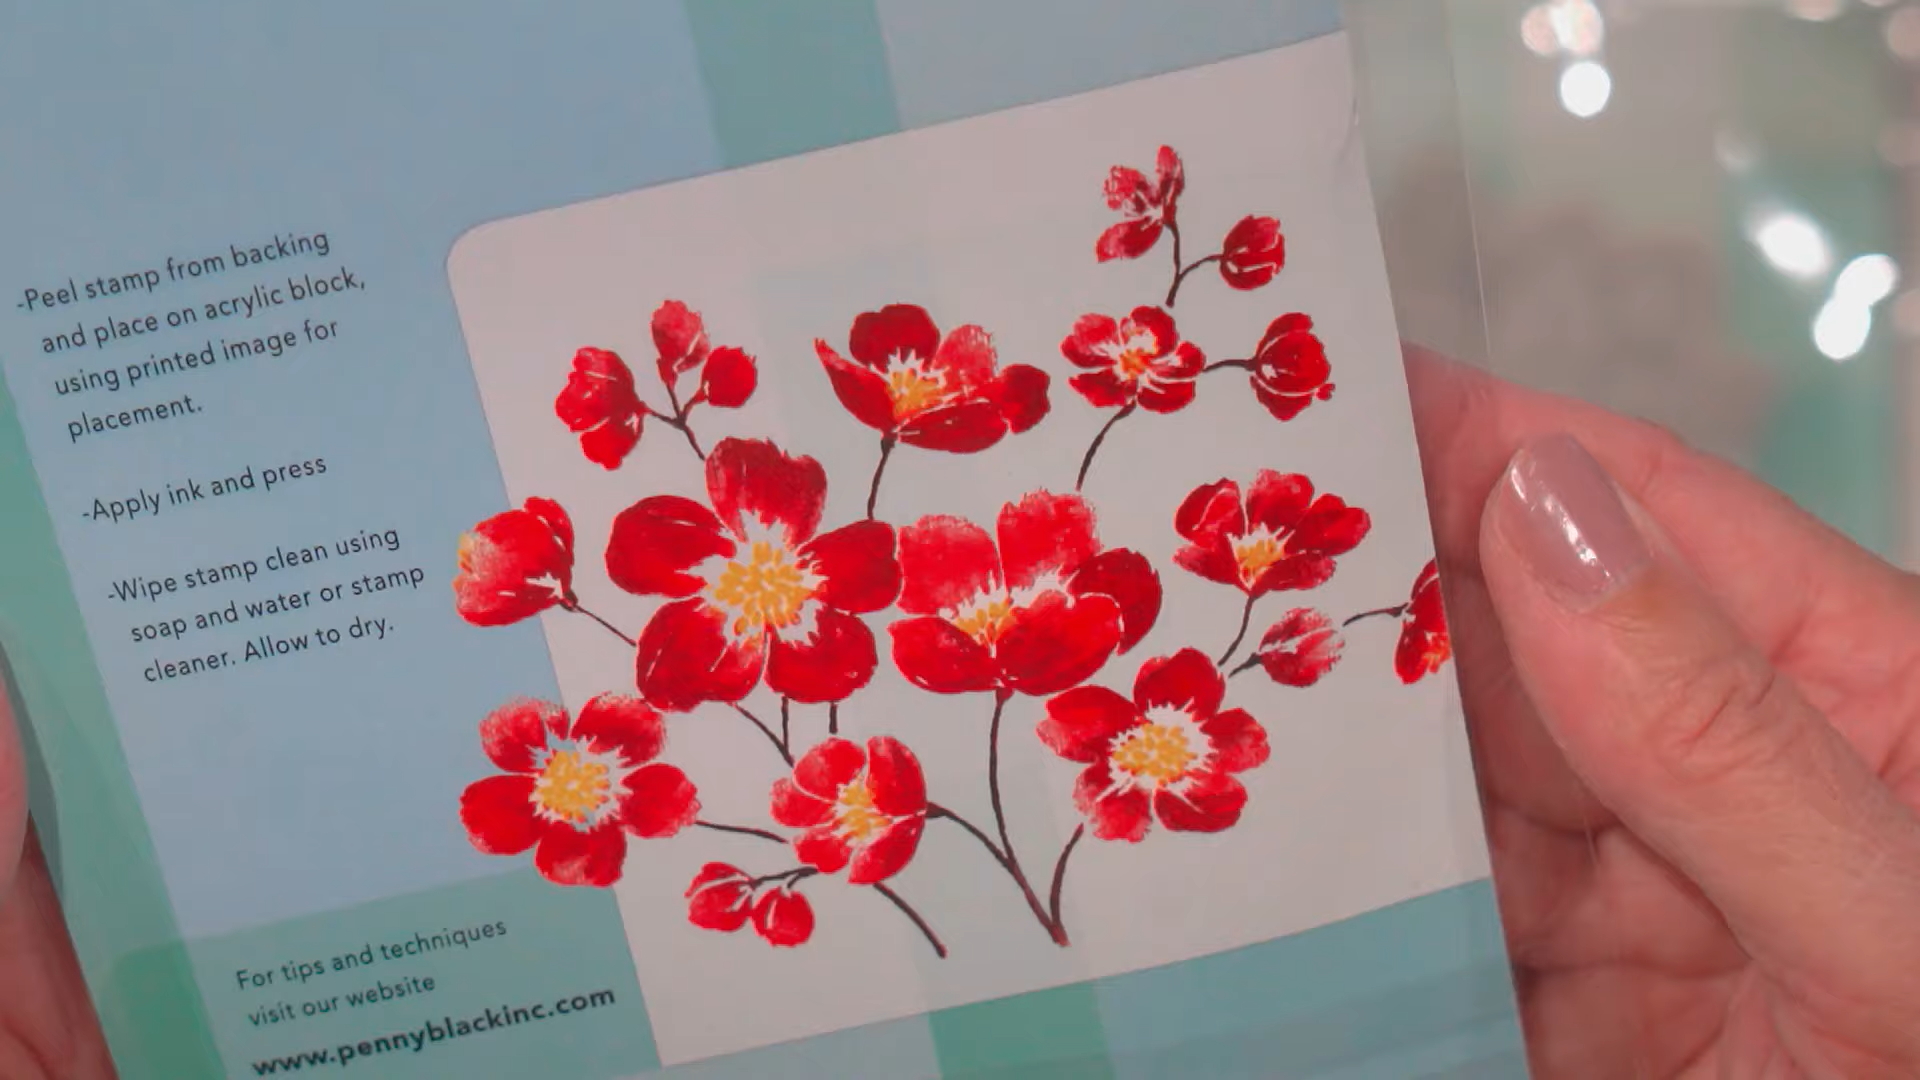 -Peel stamp from backing
and place on acrylic block,
using printed image for
placement.
-Apply ink and press
-Wipe stamp clean using
soap and water or stamp
cleaner. Allow to dry.
For tips and techniques
visit our website
www.pennyblackinc.com